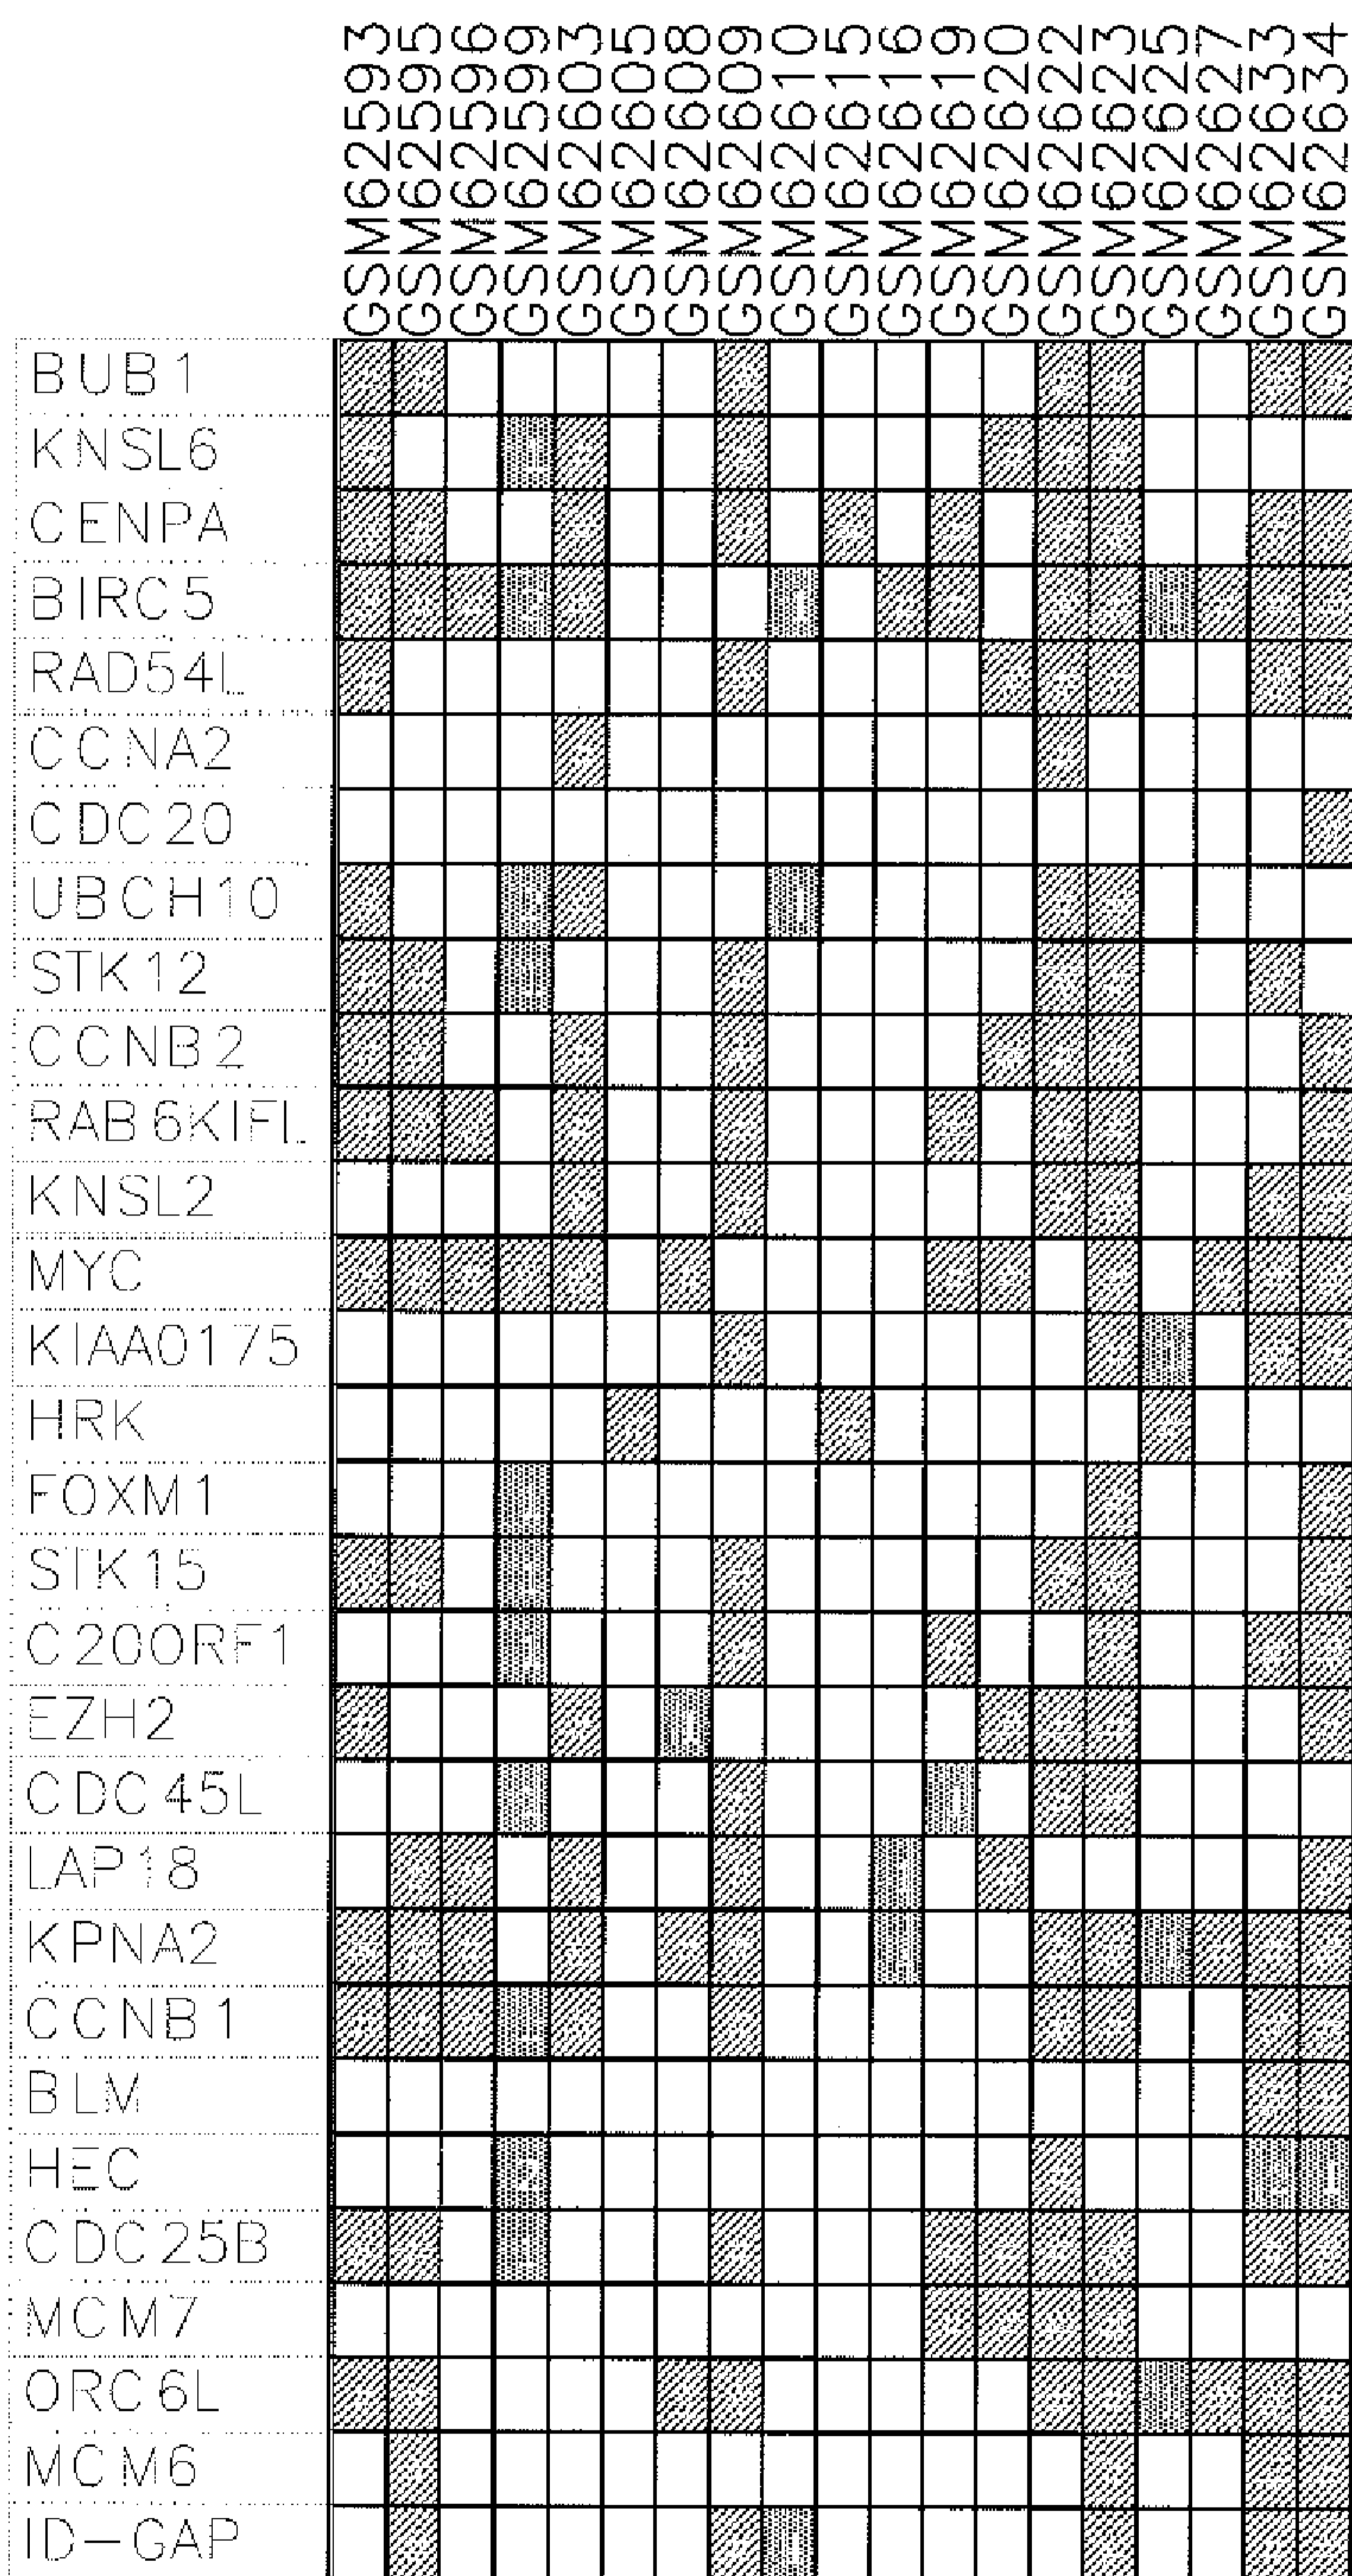 GSM62593
GSM62595
GSM62596
GSM62599
GSM62603
GSM62605
GSM62608
GSM62609
GSM62610
GSM62615
GSM62616
GSM62619
GSM62620
GSM62622
GSM62623
GSM62625
GSM62627
GSM62633
GSM62634
BUB1
KNSL6
CENPA
BIRC5
RAD54L
CCNA2
CDC20
UBCH10
STK12
CCNB2
RAB6KIFL
KNSL2
MYC
KIAA0175
HRK
FOXM1
STK15
C20ORF1
EZH2
CDC45L
LAP18
KPNA2
CCNB1
BLM
HEC
CDC25B
MCM7
ORC6L
MCM6
ID-GAP